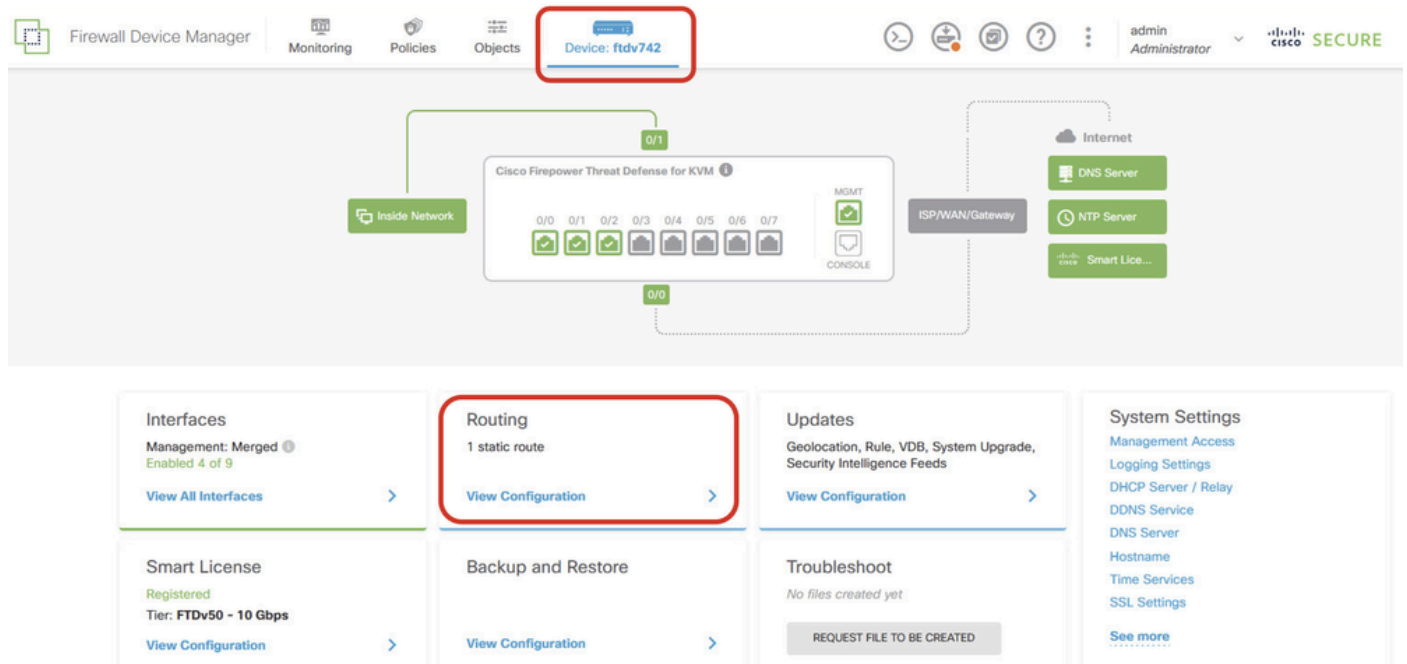 Firewall Device Manager
Monitoring
Policies
Objects
Device: ftdv742
admin
Administrator
cisco SECURE
0/1
Internet
Cisco Firepower Threat Defense for KVM
DNS Server
MGMT
Inside Network
0/0 0/1 0/2 0/3 0/4 0/5 0/6 0/7
ISP/WAN/Gateway
NTP Server
CONSOLE
cisco Smart Lice...
0/0
Interfaces
Management: Merged
Enabled 4 of 9
View All Interfaces
Routing
1 static route
View Configuration
Updates
Geolocation, Rule, VDB, System Upgrade,
Security Intelligence Feeds
View Configuration
System Settings
Management Access
Logging Settings
DHCP Server / Relay
DDNS Service
DNS Server
Hostname
Time Services
SSL Settings
See more
Smart License
Registered
Tier: FTDv50 - 10 Gbps
View Configuration
Backup and Restore
View Configuration
Troubleshoot
No files created yet
REQUEST FILE TO BE CREATED